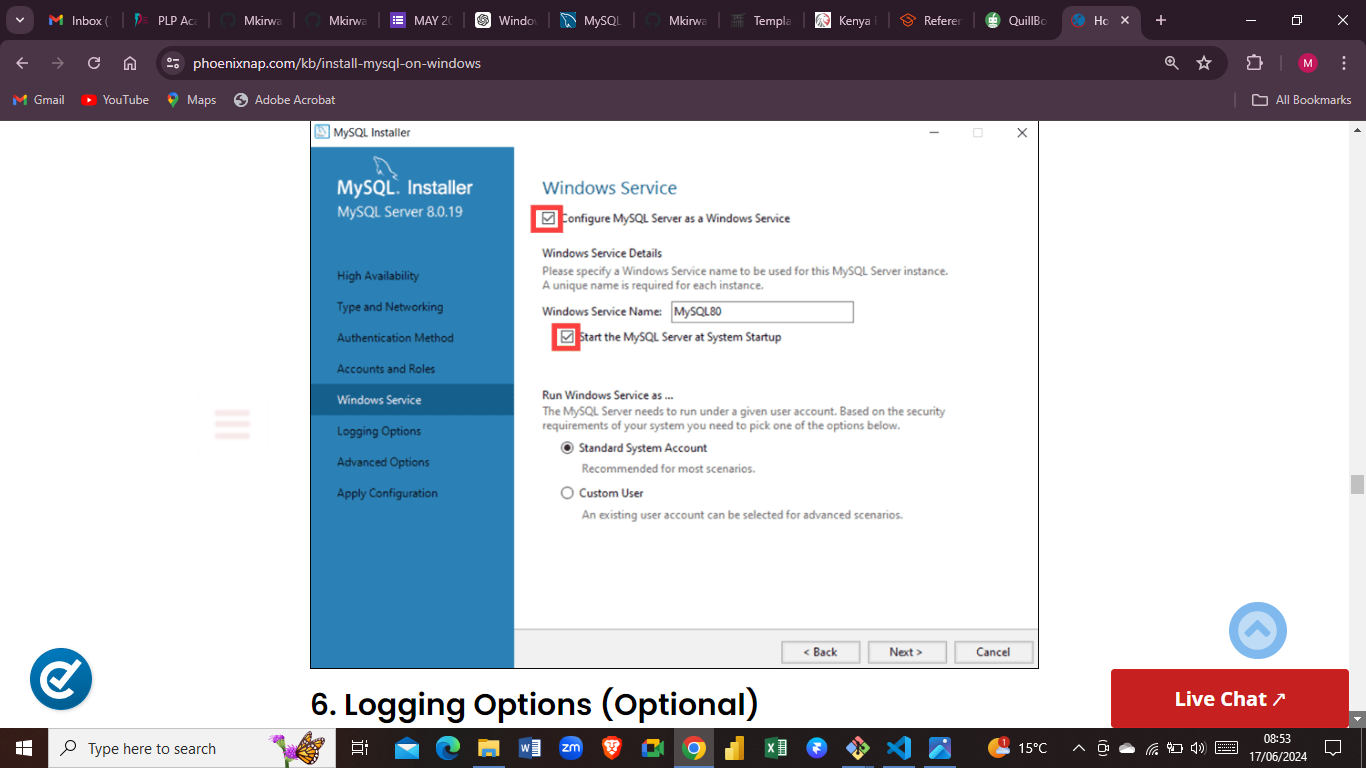 Inbox (
PLP Aca
Mkirwa
Mkirwa
MAY 20
Windov
MySQL
Mkirwa
Templa
Kenya
Referer
QuillBo
Ho
phoenixnap.com/kb/install-mysql-on-windows
Gmail
YouTube
Maps
Adobe Acrobat
All Bookmarks
MySQL Installer
MySQL. Installer
MySQL Server 8.0.19
High Availability
Type and Networking
Authentication Method
Accounts and Roles
Windows Service
Logging Options
Advanced Options
Apply Configuration
Windows Service
Configure MySQL Server as a Windows Service
Windows Service Details
Please specify a Windows Service name to be used for this MySQL Server instance.
A unique name is required for each instance.
Windows Service Name: MySQL80
Start the MySQL Server at System Startup
Run Windows Service as ...
The MySQL Server needs to run under a given user account. Based on the security
requirements of your system you need to pick one of the options below.
Standard System Account
Recommended for most scenarios.
Custom User
An existing user account can be selected for advanced scenarios.
< Back
Next >
Cancel
6. Logging Options (Optional)
Live Chat
Type here to search
15°C
08:53
17/06/2024